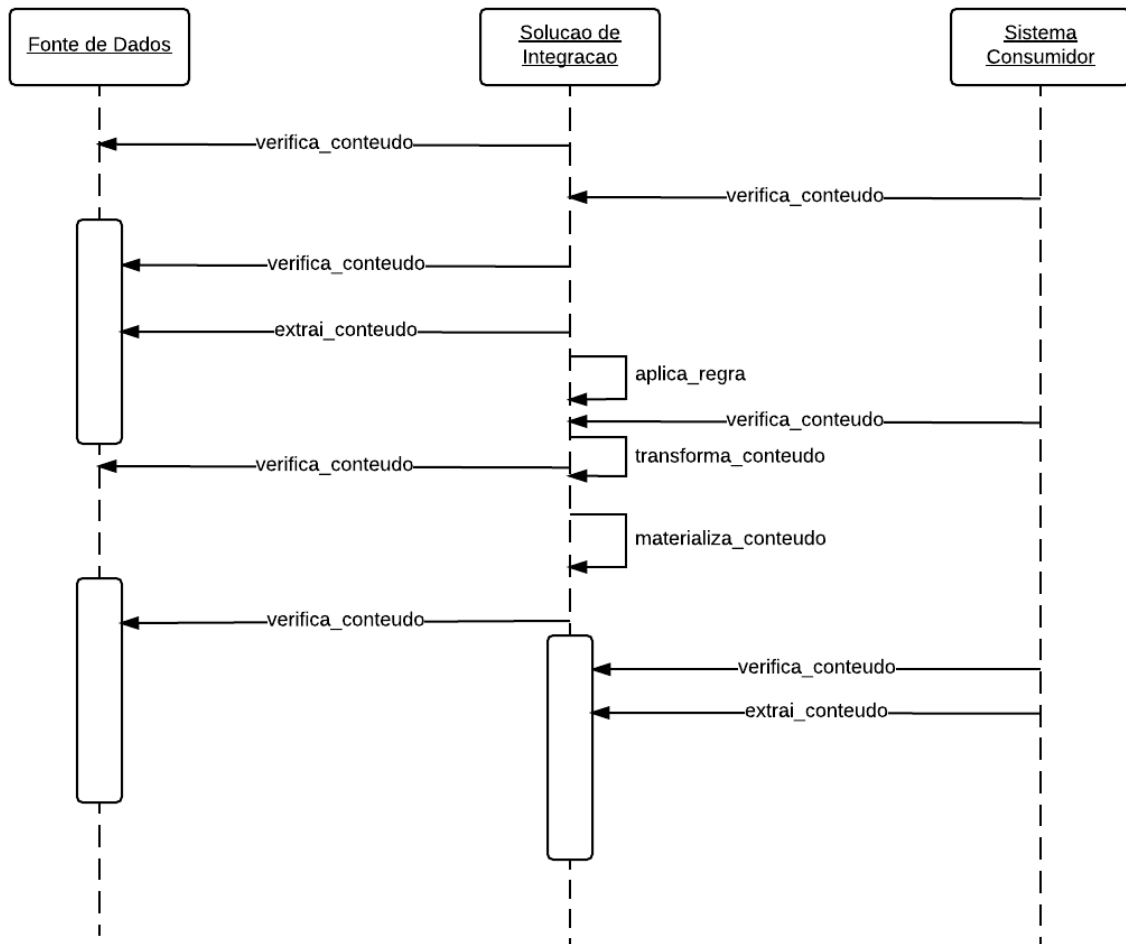 Fonte de Dados
Solucao de
Integracao
Sistema
Consumidor
verifica_conteudo
verifica_conteudo
verifica_conteudo
extrai_conteudo
aplica_regra
verifica_conteudo
transforma_conteudo
verifica_conteudo
materializa_conteudo
verifica_conteudo
verifica_conteudo
extrai_conteudo